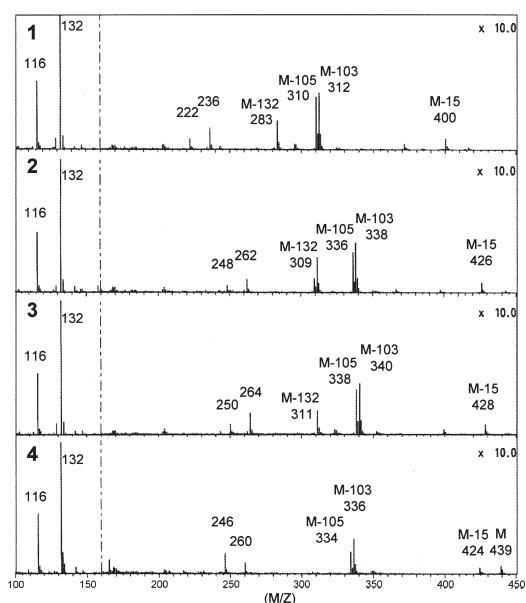 1
132
x 10.0
116
222
236
M-132
283
M-105
310
M-103
312
M-15
400
2
132
x 10.0
116
248
262
M-132
309
M-105
336
M-103
338
M-15
426
3
132
x 10.0
116
250
264
M-132
311
M-105
338
M-103
340
M-15
428
4
132
x 10.0
116
246
260
M-105
334
M-103
336
M-15
424
M
439
100 150 200 250 300 350 400 450
(M/Z)